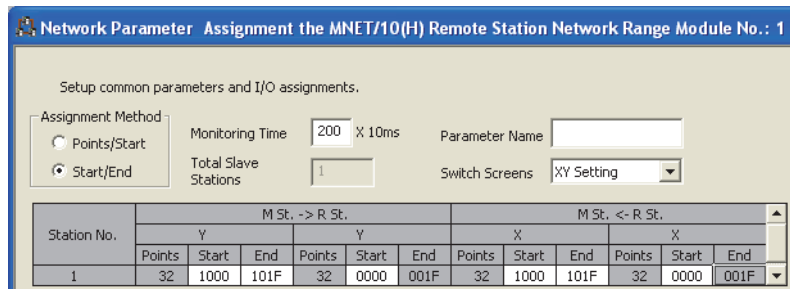 Network Parameter Assignment the MNET/10(H) Remote Station Network Range Module No.: 1
Setup common parameters and I/O assignments.
Assignment Method
Points/Start
Start/End
Monitoring Time 200 X 10ms
Total Slave Stations 1
Parameter Name
Switch Screens XY Setting
Station No. M St. -> R St. M St. <- R St.
Y Y X X
Points Start End Points Start End Points Start End Points Start End
1 32 1000 101F 32 0000 001F 32 1000 101F 32 0000 001F